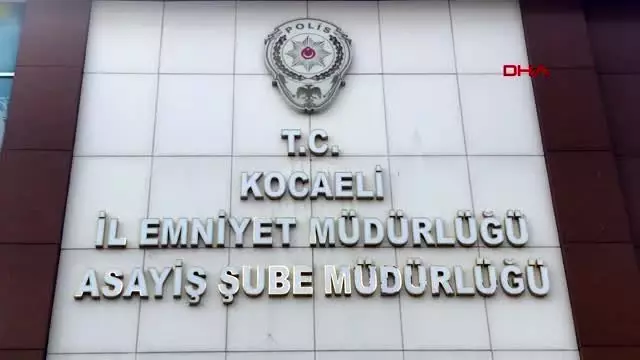 POLİS
DHA
T.C.
KOCAELİ
İL EMNİYET MÜDÜRLÜĞÜ
ASAYİŞ ŞUBE MÜDÜRLÜĞÜ